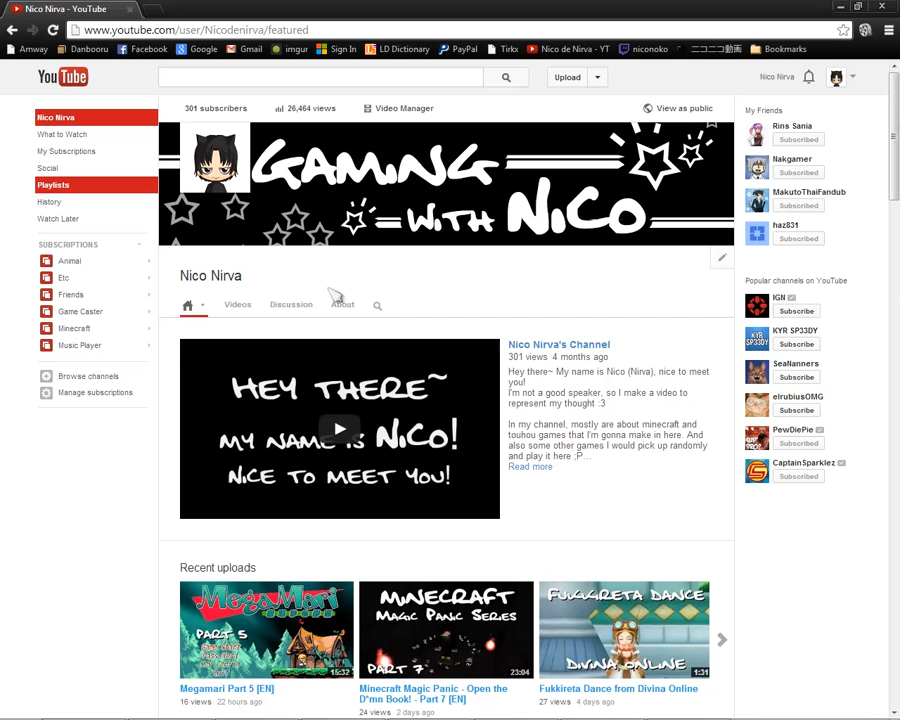 Nico Nirva - YouTube
www.youtube.com/user/Nicodenirva/featured
Amway Danbooru Facebook Google Gmail imgur Sign In LD Dictionary PayPal Tirkx Nico de Nirva - YT niconoko ニコニコ動画 Bookmarks
YouTube
Upload
Nico Nirva
301 subscribers 26,464 views Video Manager View as public
Nico Nirva
What to Watch
My Subscriptions
Social
Playlists
History
Watch Later
SUBSCRIPTIONS
Animal
Etc
Friends
Game Caster
Minecraft
Music Player
Browse channels
Manage subscriptions
GAMING
WITH NICO
Nico Nirva
Videos Discussion About
HEY THERE~
MY NAME IS NICO!
NICE TO MEET YOU!
Nico Nirva's Channel
301 views 4 months ago
Hey there~ My name is Nico (Nirva), nice to meet
you!
I'm not a good speaker, so I make a video to
represent my thought :3
In my channel, mostly are about minecraft and
touhou games that I'm gonna make in here. And
also some other games I would pick up randomly
and play it here ;P...
Read more
Recent uploads
MEGAMARI
PART 5
15:32
Megamari Part 5 [EN]
16 views 22 hours ago
MINECRAFT
MAGIC PANIC SERIES
PART 7
23:04
Minecraft Magic Panic - Open the
D*mn Book! - Part 7 [EN]
24 views 2 days ago
FUKKIRETA DANCE
DIVINA ONLINE
1:31
Fukkireta Dance from Divina Online
27 views 4 days ago
My Friends
Rins Sania
Subscribed
Nakgamer
Subscribed
MakutoThaiFandub
Subscribed
haz831
Subscribed
Popular channels on YouTube
IGN
Subscribe
KYR SP33DY
KYR SP33DY
Subscribe
SeaNanners
Subscribe
elrubiusOMG
Subscribe
PewDiePie
Subscribed
CaptainSparklez
Subscribed